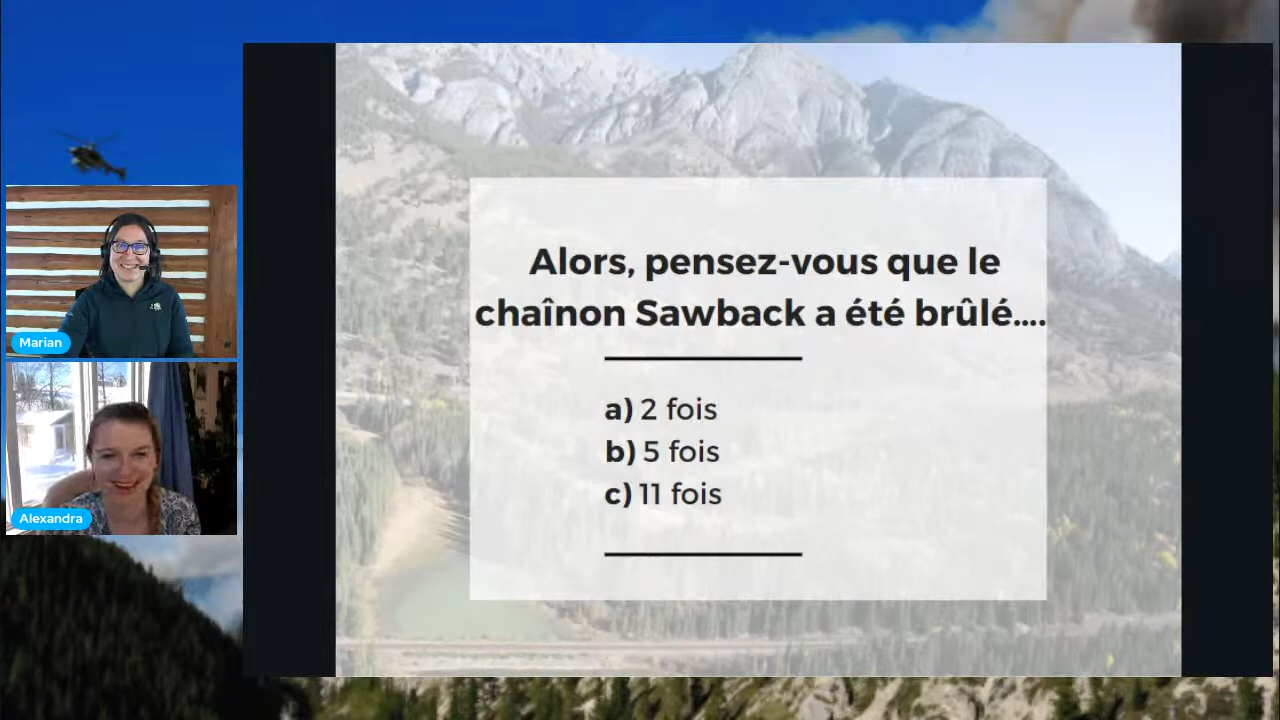 Alors, pensez-vous que le
chaînon Sawback a été brûlé....
a) 2 fois
b) 5 fois
c) 11 fois
Marian
Alexandra